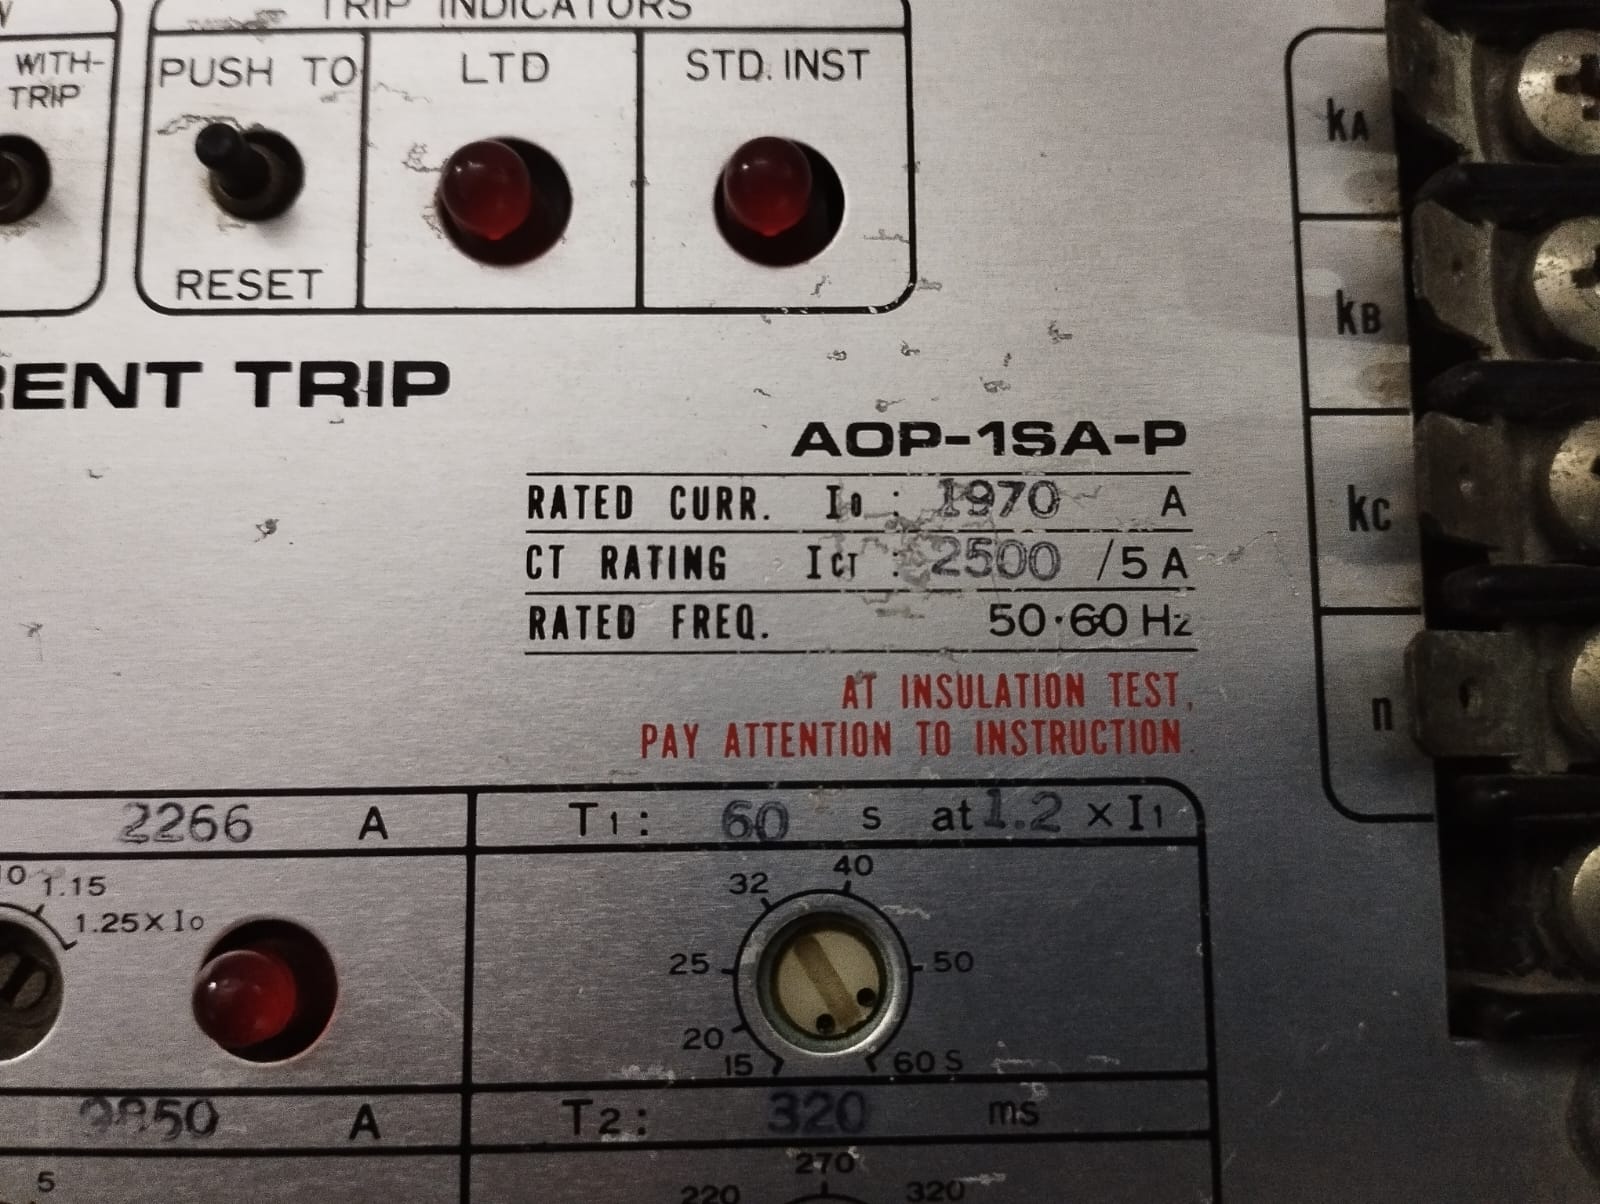 TRIP INDICATORS
WITH-
TRIP
PUSH TO
RESET
LTD
STD. INST
RENT TRIP
AOP-1SA-P
RATED CURR. Io : 1970 A
CT RATING ICT : 2500 /5 A
RATED FREQ. 50·60 Hz
AT INSULATION TEST,
PAY ATTENTION TO INSTRUCTION.
kA
kB
kC
n
2266 A
T1: 60 s at 1.2 × I1
1.15
1.25×Io
15
20
25
32
40
50
60 S
9850 A
T2: 320 ms
5
220
270
320